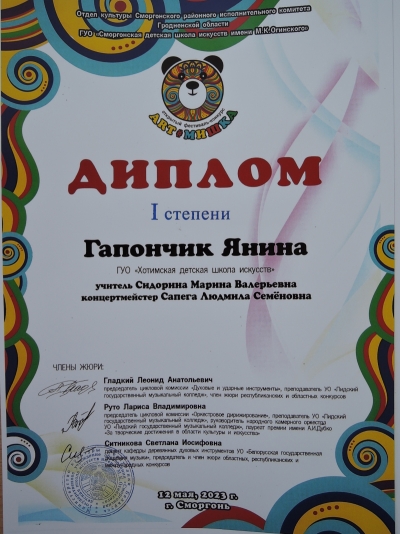 Отдел культуры Сморгонского районного исполнительного комитета
Гродненской области
ГУО «Сморгонская детская школа искусств имени М.К.Огинского»
открытый фестиваль-конкурс
АРТ-МИШКА
ДИПЛОМ
I степени
Гапончик Янина
ГУО «Хотимская детская школа искусств»
учитель Сидорина Марина Валерьевна
концертмейстер Сапега Людмила Семёновна
ЧЛЕНЫ ЖЮРИ:
Гладкий Леонид Анатольевич
председатель цикловой комиссии «Духовые и ударные инструменты», преподаватель УО «Лидский
государственный музыкальный колледж», член жюри республиканских и областных конкурсов
Руто Лариса Владимировна
председатель цикловой комиссии «Оркестровое дирижирование», преподаватель УО «Лидский
государственный музыкальный колледж», руководитель народного камерного оркестра
УО «Лидский государственный музыкальный колледж», лауреат премии имени А.И.Дубко
«За творческие достижения в области культуры и искусства»
Ситникова Светлана Иосифовна
кафедры деревянных духовых инструментов УО «Белорусская государственная
академия музыки», председатель и член жюри областных, республиканских и
международных конкурсов
12 мая, 2023 г.
г. Сморгонь